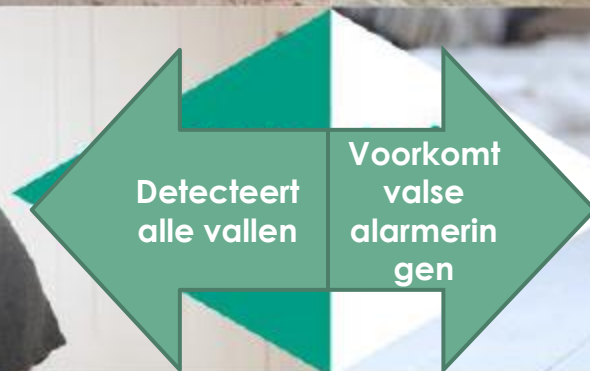 Detecteert
alle vallen
Voorkomt
valse
alarmerin
gen